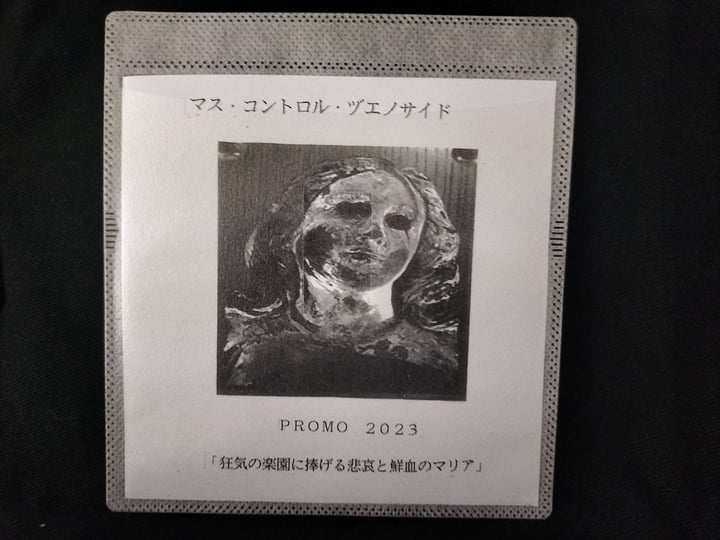 マス・コントロル・ヅエノサイド
PROMO 2023
「狂気の楽園に捧げる悲哀と鮮血のマリア」